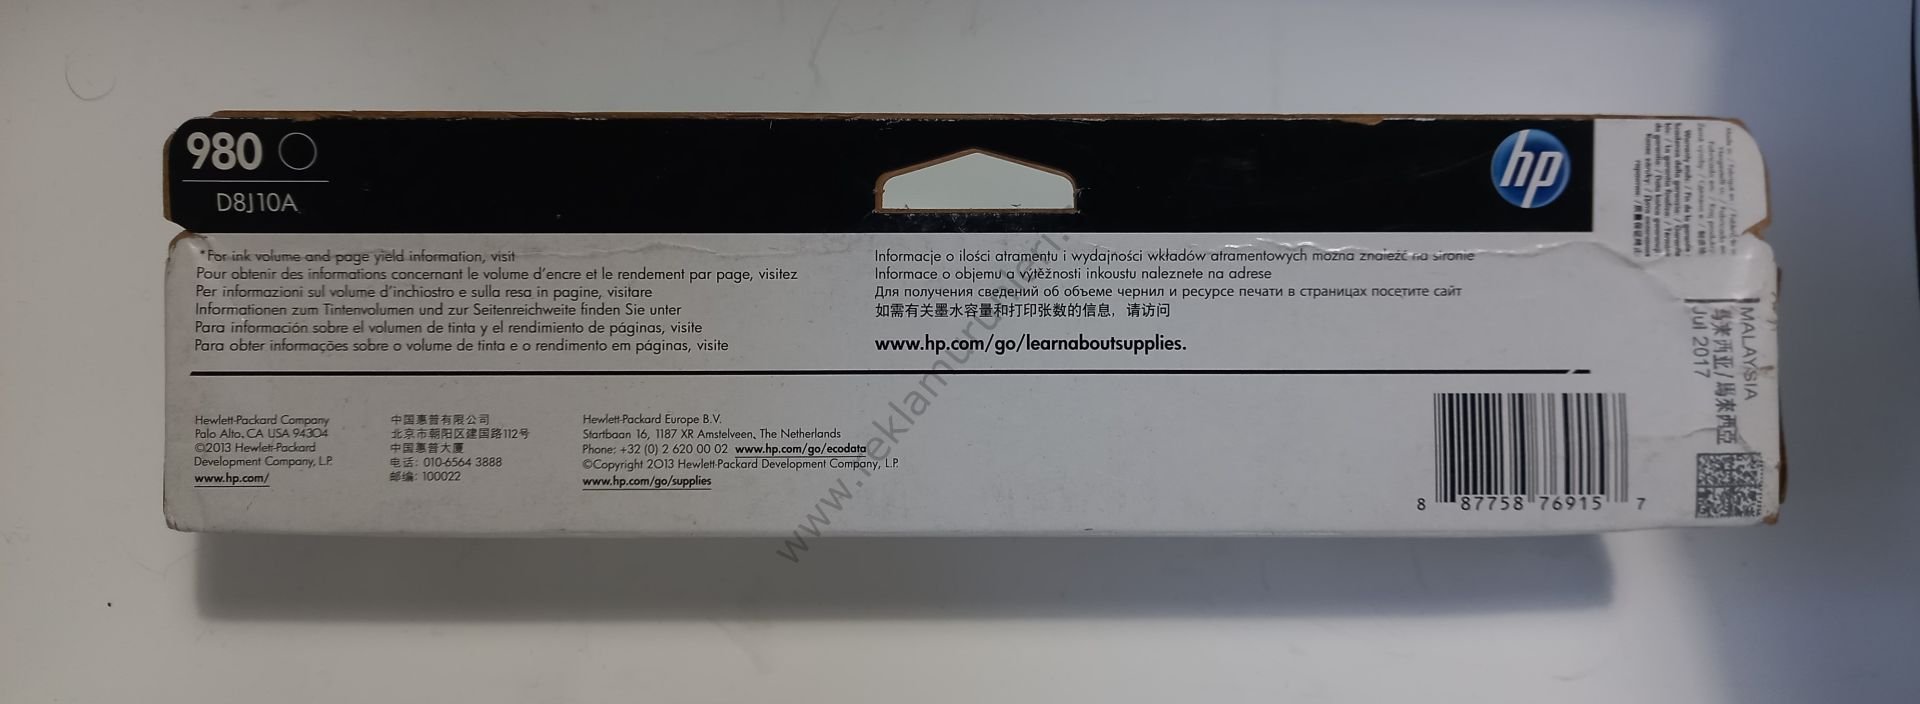 980
D8J10A
hp
*For ink volume and page yield information, visit
Pour obtenir des informations concernant le volume d'encre et le rendement par page, visitez
Per informazioni sul volume d'inchiostro e sulla resa in pagine, visitare
Informationen zum Tintenvolumen und zur Seitenreichweite finden Sie unter
Para información sobre el volumen de tinta y el rendimiento de páginas, visite
Para obter informações sobre o volume de tinta e o rendimento em páginas, visite
Informacje o ilości atramentu i wydajności wkładów atramentowych można znaleźć na stronie
Informace o objemu a výtěžnosti inkoustu naleznete na adrese
Для получения сведений об объеме чернил и ресурсе печати в страницах посетите сайт
如需有关墨水容量和打印张数的信息，请访问
www.hp.com/go/learnaboutsupplies.
Hewlett-Packard Company
Palo Alto, CA USA 94304
©2013 Hewlett-Packard
Development Company, L.P.
www.hp.com/
中国惠普有限公司
北京市朝阳区建国路112号
中国惠普大厦
电话: 010-6564 3888
邮编: 100022
Hewlett-Packard Europe B.V.
Startbaan 16, 1187 XR Amstelveen, The Netherlands
Phone: +32 (0) 2 620 00 02 www.hp.com/go/ecodata
©Copyright 2013 Hewlett-Packard Development Company, L.P.
www.hp.com/go/supplies
8 87758 76915 7
MALAYSIA
馬来西亚/馬來西亞
Jul 2017